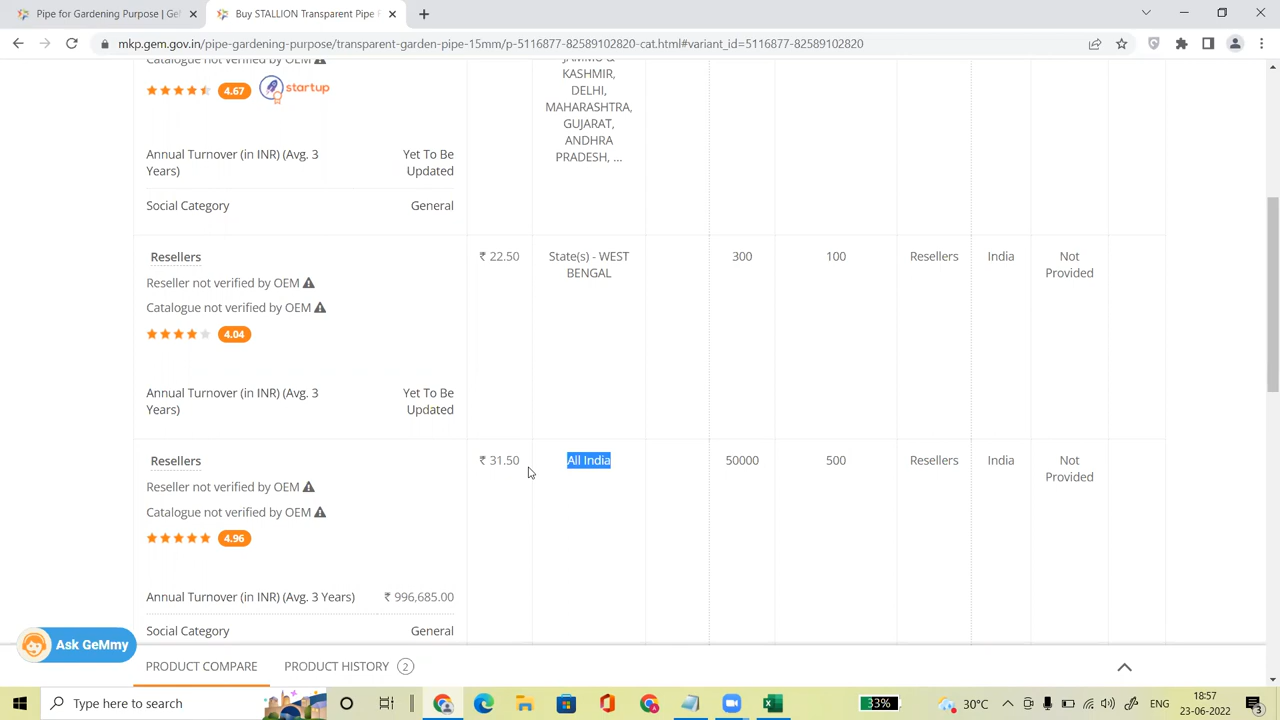 Pipe for Gardening Purpose | Ge
Buy STALLION Transparent Pipe F
mkp.gem.gov.in/pipe-gardening-purpose/transparent-garden-pipe-15mm/p-5116877-82589102820-cat.html#variant_id=5116877-82589102820
Catalogue not verified by OEM
4.67
startup
JAMMU &
KASHMIR,
DELHI,
MAHARASHTRA,
GUJARAT,
ANDHRA
PRADESH, ...
Annual Turnover (in INR) (Avg. 3
Years)
Yet To Be
Updated
Social Category
General
Resellers
₹ 22.50
State(s) - WEST
BENGAL
300
100
Resellers
India
Not
Provided
Reseller not verified by OEM
Catalogue not verified by OEM
4.04
Annual Turnover (in INR) (Avg. 3
Years)
Yet To Be
Updated
Resellers
₹ 31.50
All India
50000
500
Resellers
India
Not
Provided
Reseller not verified by OEM
Catalogue not verified by OEM
4.96
Annual Turnover (in INR) (Avg. 3 Years)
₹ 996,685.00
Social Category
General
Ask GeMmy
PRODUCT COMPARE
PRODUCT HISTORY 2
Type here to search
33%
30°C
ENG
18:57
23-06-2022
3